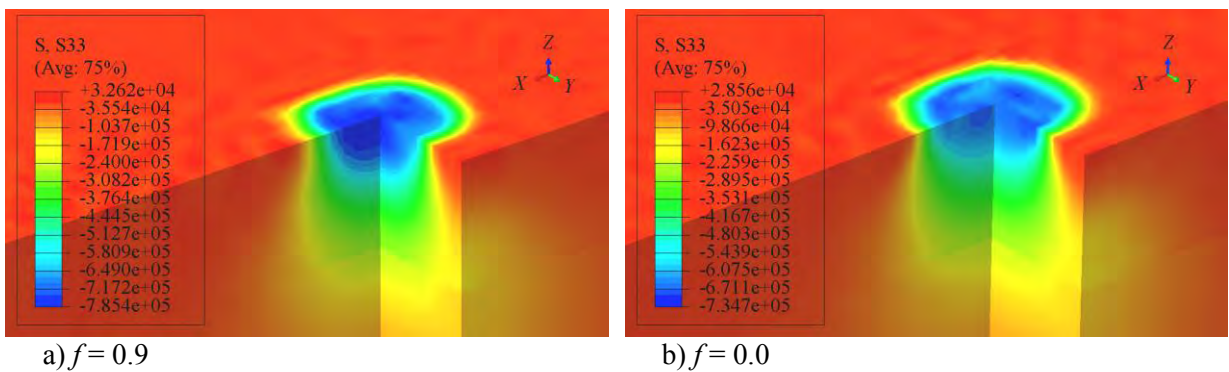 S, S33
(Avg: 75%)
+3.262e+04
-3.554e+04
-1.037e+05
-1.719e+05
-2.400e+05
-3.082e+05
-3.764e+05
-4.445e+05
-5.127e+05
-5.809e+05
-6.490e+05
-7.172e+05
-7.854e+05
Z
X
Y
a) f = 0.9
S, S33
(Avg: 75%)
+2.856e+04
-3.505e+04
-9.866e+04
-1.623e+05
-2.259e+05
-2.895e+05
-3.531e+05
-4.167e+05
-4.803e+05
-5.439e+05
-6.075e+05
-6.711e+05
-7.347e+05
Z
X
Y
b) f = 0.0